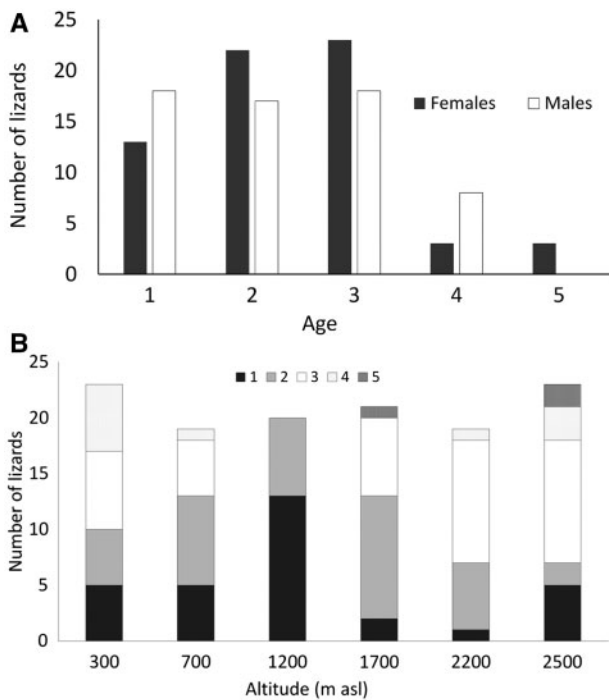 A
25
20
15
10
5
0
Number of lizards
Females Males
1 2 3 4 5
Age
B
25
20
15
10
5
0
Number of lizards
1 2 3 4 5
300 700 1200 1700 2200 2500
Altitude (m asl)